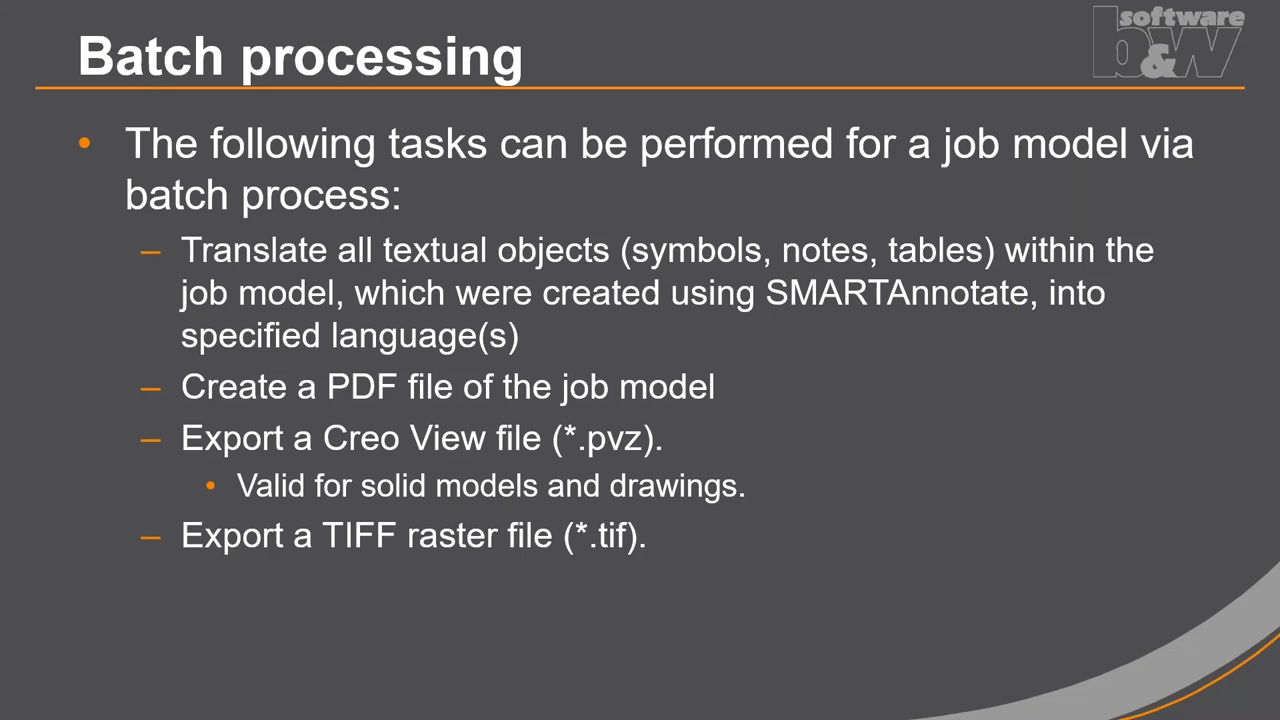 Batch processing
software
b&w
• The following tasks can be performed for a job model via
batch process:
– Translate all textual objects (symbols, notes, tables) within the
job model, which were created using SMARTAnnotate, into
specified language(s)
– Create a PDF file of the job model
– Export a Creo View file (*.pvz).
• Valid for solid models and drawings.
– Export a TIFF raster file (*.tif).